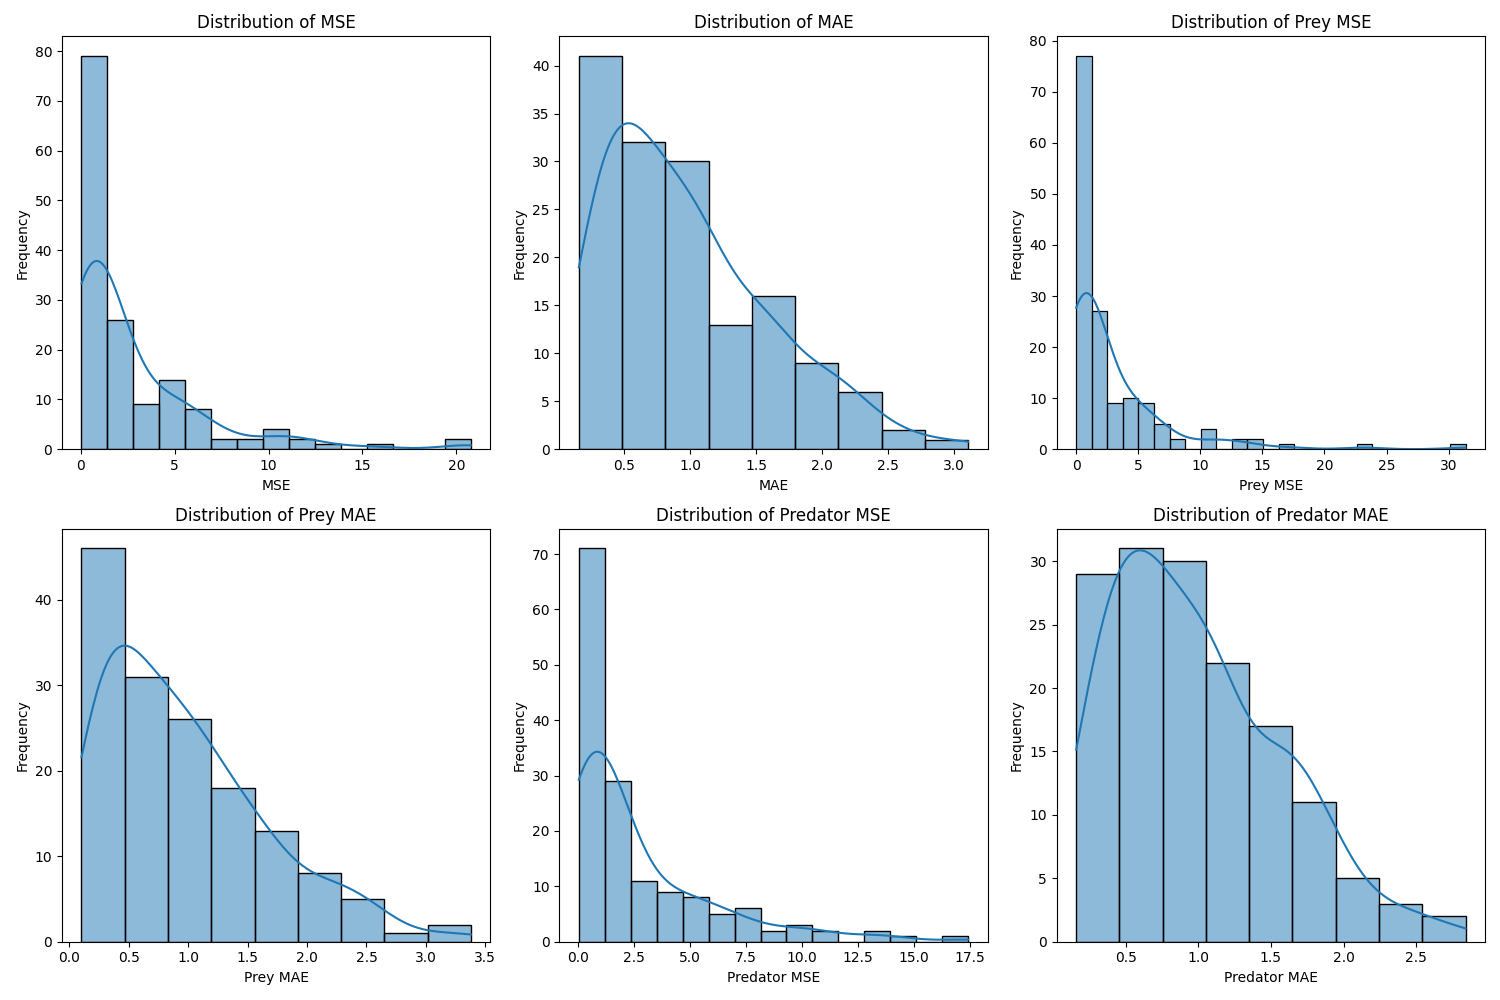 Distribution of MSE
80
70
60
50
40
30
20
10
0
Frequency
0 5 10 15 20
MSE
Distribution of MAE
40
35
30
25
20
15
10
5
0
Frequency
0.5 1.0 1.5 2.0 2.5 3.0
MAE
Distribution of Prey MSE
80
70
60
50
40
30
20
10
0
Frequency
0 5 10 15 20 25 30
Prey MSE
Distribution of Prey MAE
40
30
20
10
0
Frequency
0.0 0.5 1.0 1.5 2.0 2.5 3.0 3.5
Prey MAE
Distribution of Predator MSE
70
60
50
40
30
20
10
0
Frequency
0.0 2.5 5.0 7.5 10.0 12.5 15.0 17.5
Predator MSE
Distribution of Predator MAE
30
25
20
15
10
5
0
Frequency
0.5 1.0 1.5 2.0 2.5
Predator MAE